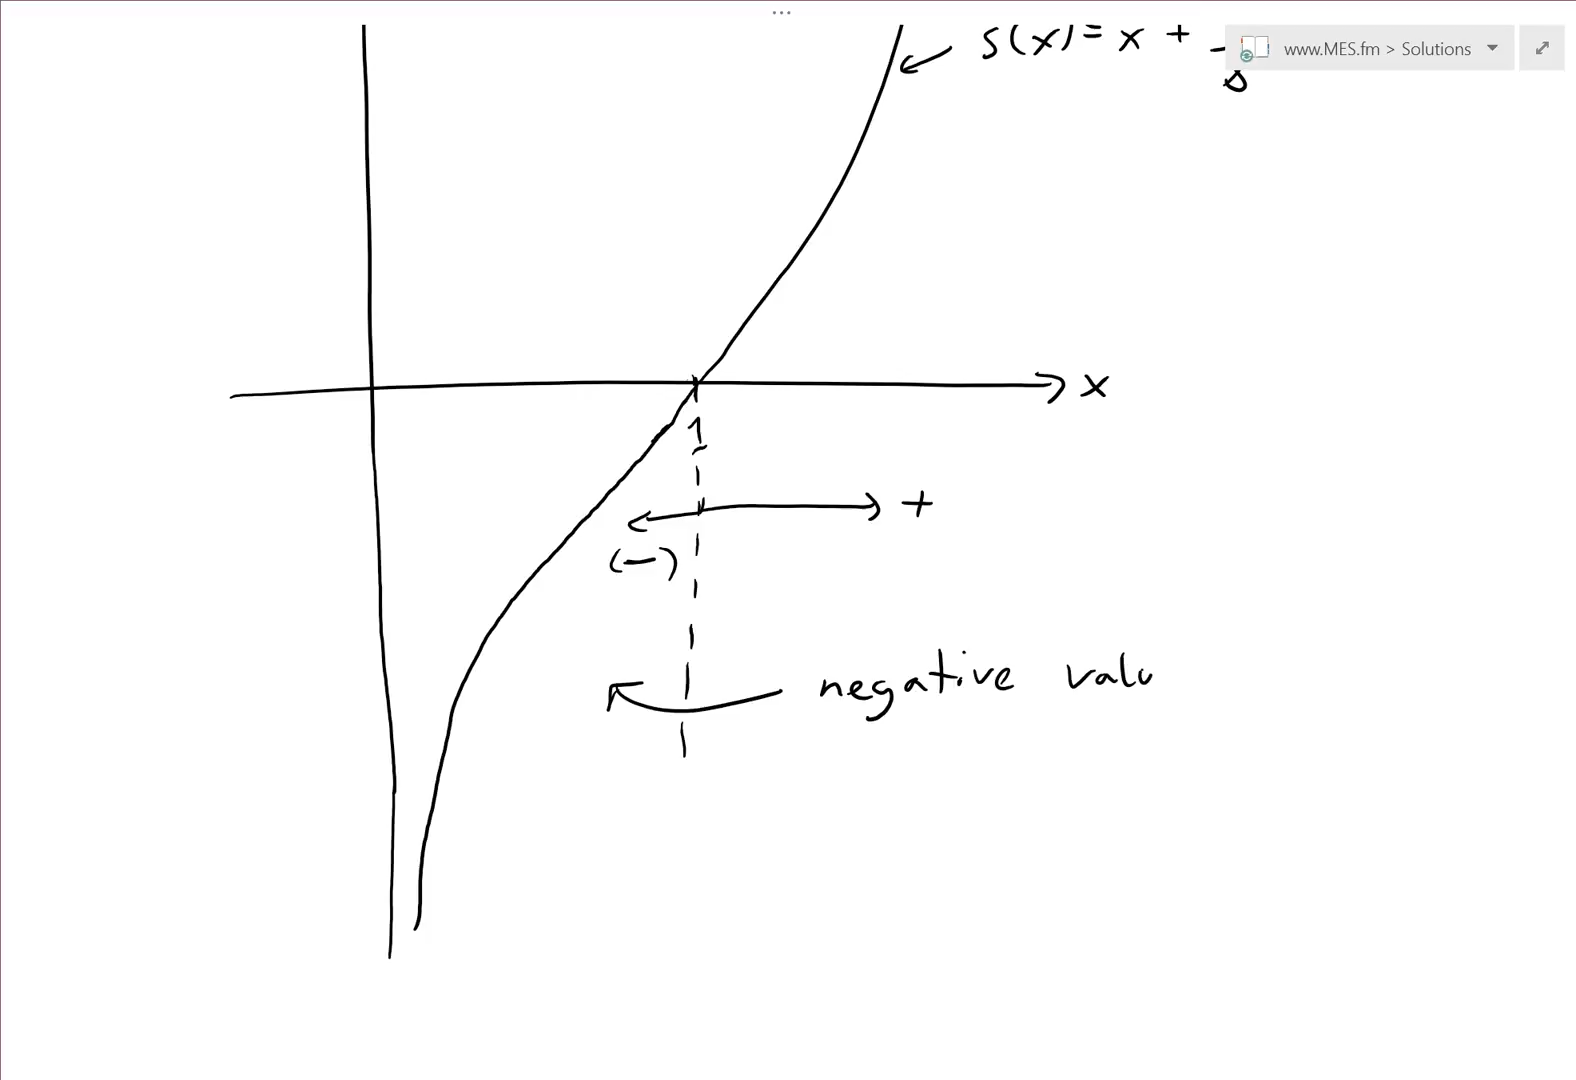 s(x) = x +
www.MES.fm > Solutions
x
1
+
(-)
negative valu